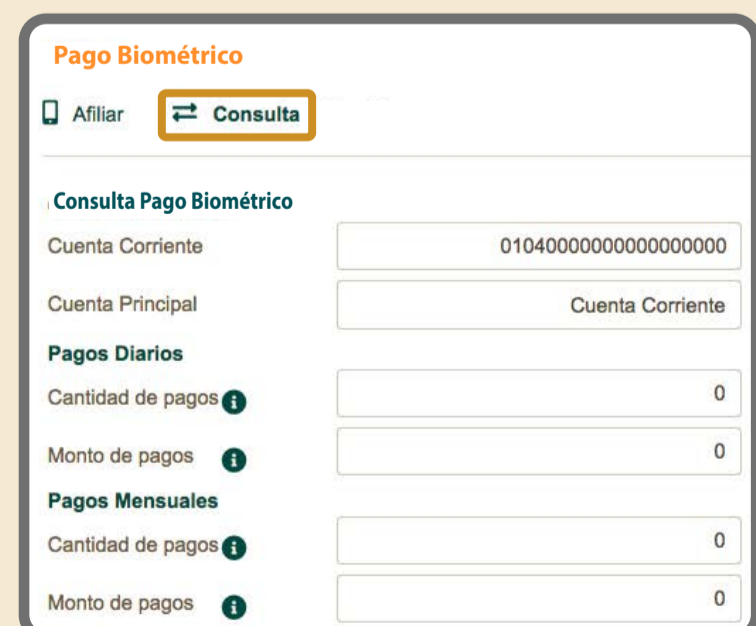 Pago Biométrico
Afiliar Consulta
Consulta Pago Biométrico
Cuenta Corriente 01040000000000000000
Cuenta Principal Cuenta Corriente
Pagos Diarios
Cantidad de pagos 0
Monto de pagos 0
Pagos Mensuales
Cantidad de pagos 0
Monto de pagos 0